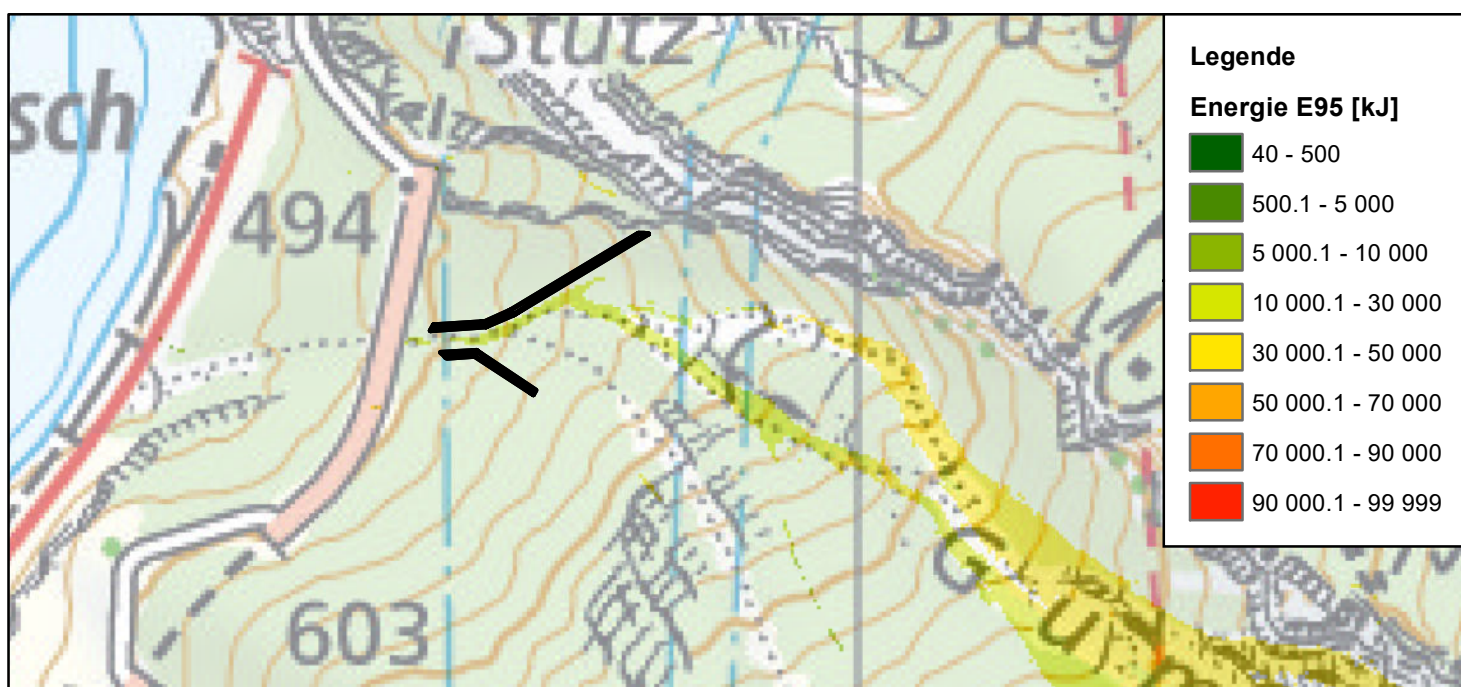 Stutz
sch
494
603
Legende
Energie E95 [kJ]
40 - 500
500.1 - 5 000
5 000.1 - 10 000
10 000.1 - 30 000
30 000.1 - 50 000
50 000.1 - 70 000
70 000.1 - 90 000
90 000.1 - 99 999